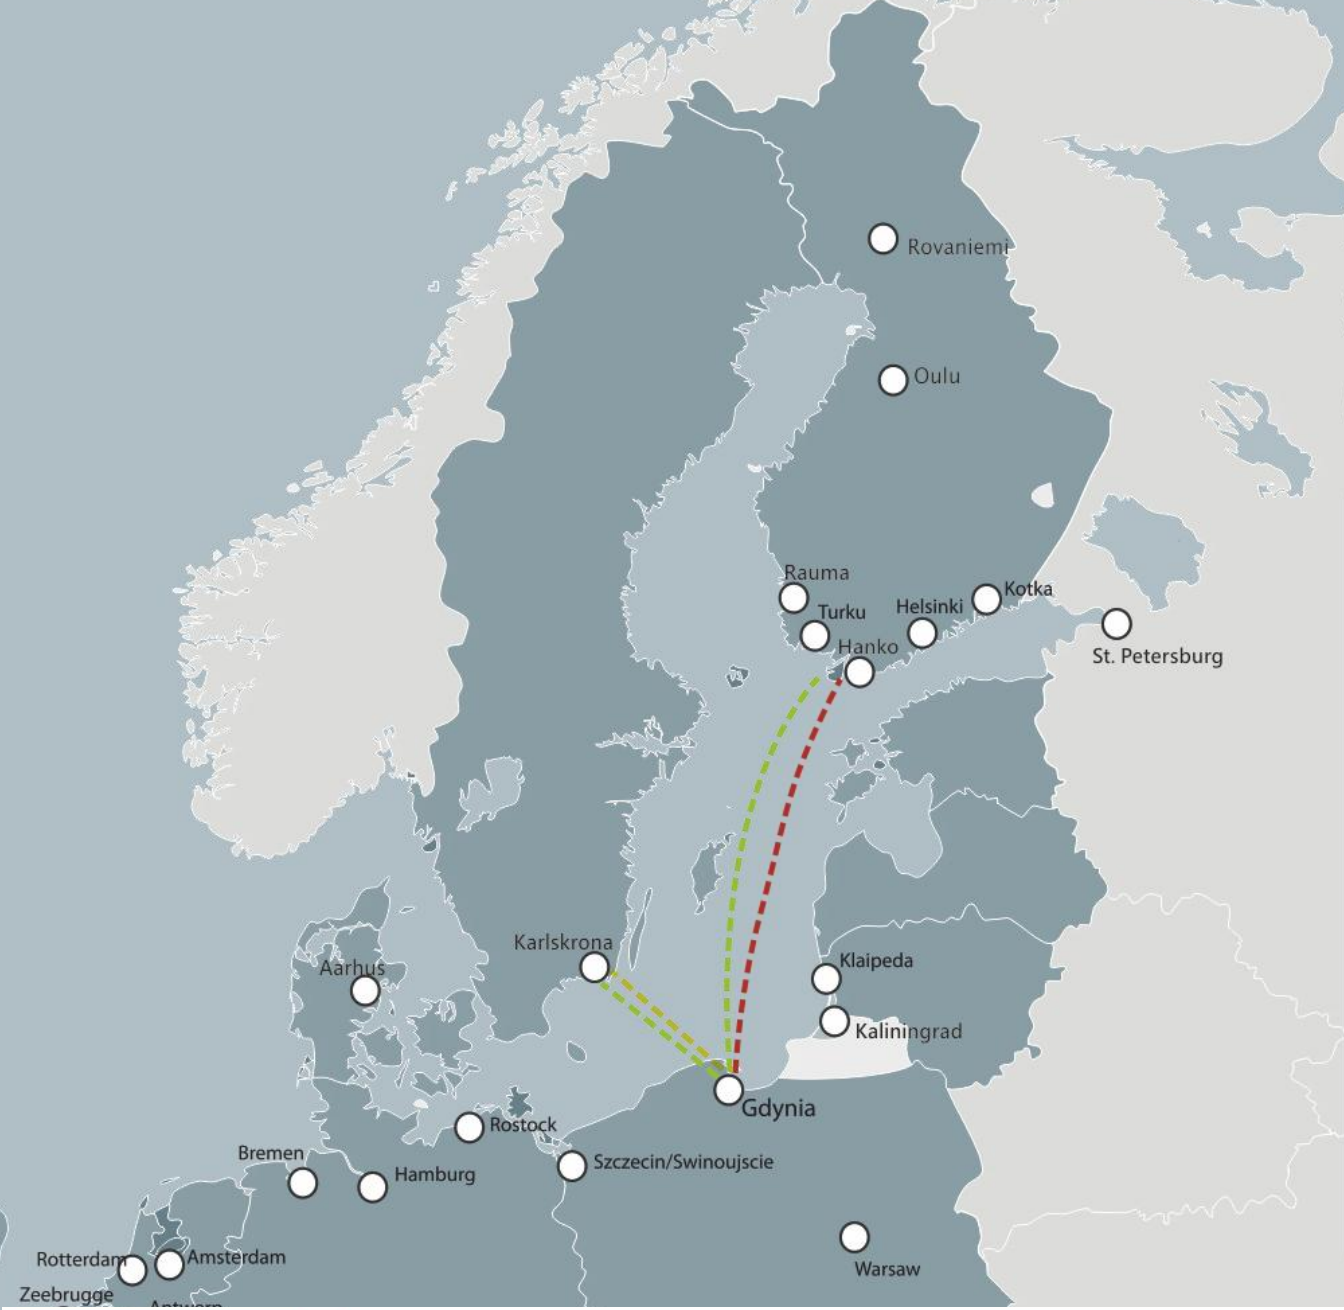 Rovaniemi
Oulu
Rauma
Kotka
Helsinki
Turku
Hanko
St. Petersburg
Karlskrona
Klaipeda
Aarhus
Kaliningrad
Gdynia
Rostock
Bremen
Szczecin/Swinoujscie
Hamburg
Rotterdam
Amsterdam
Warsaw
Zeebrugge